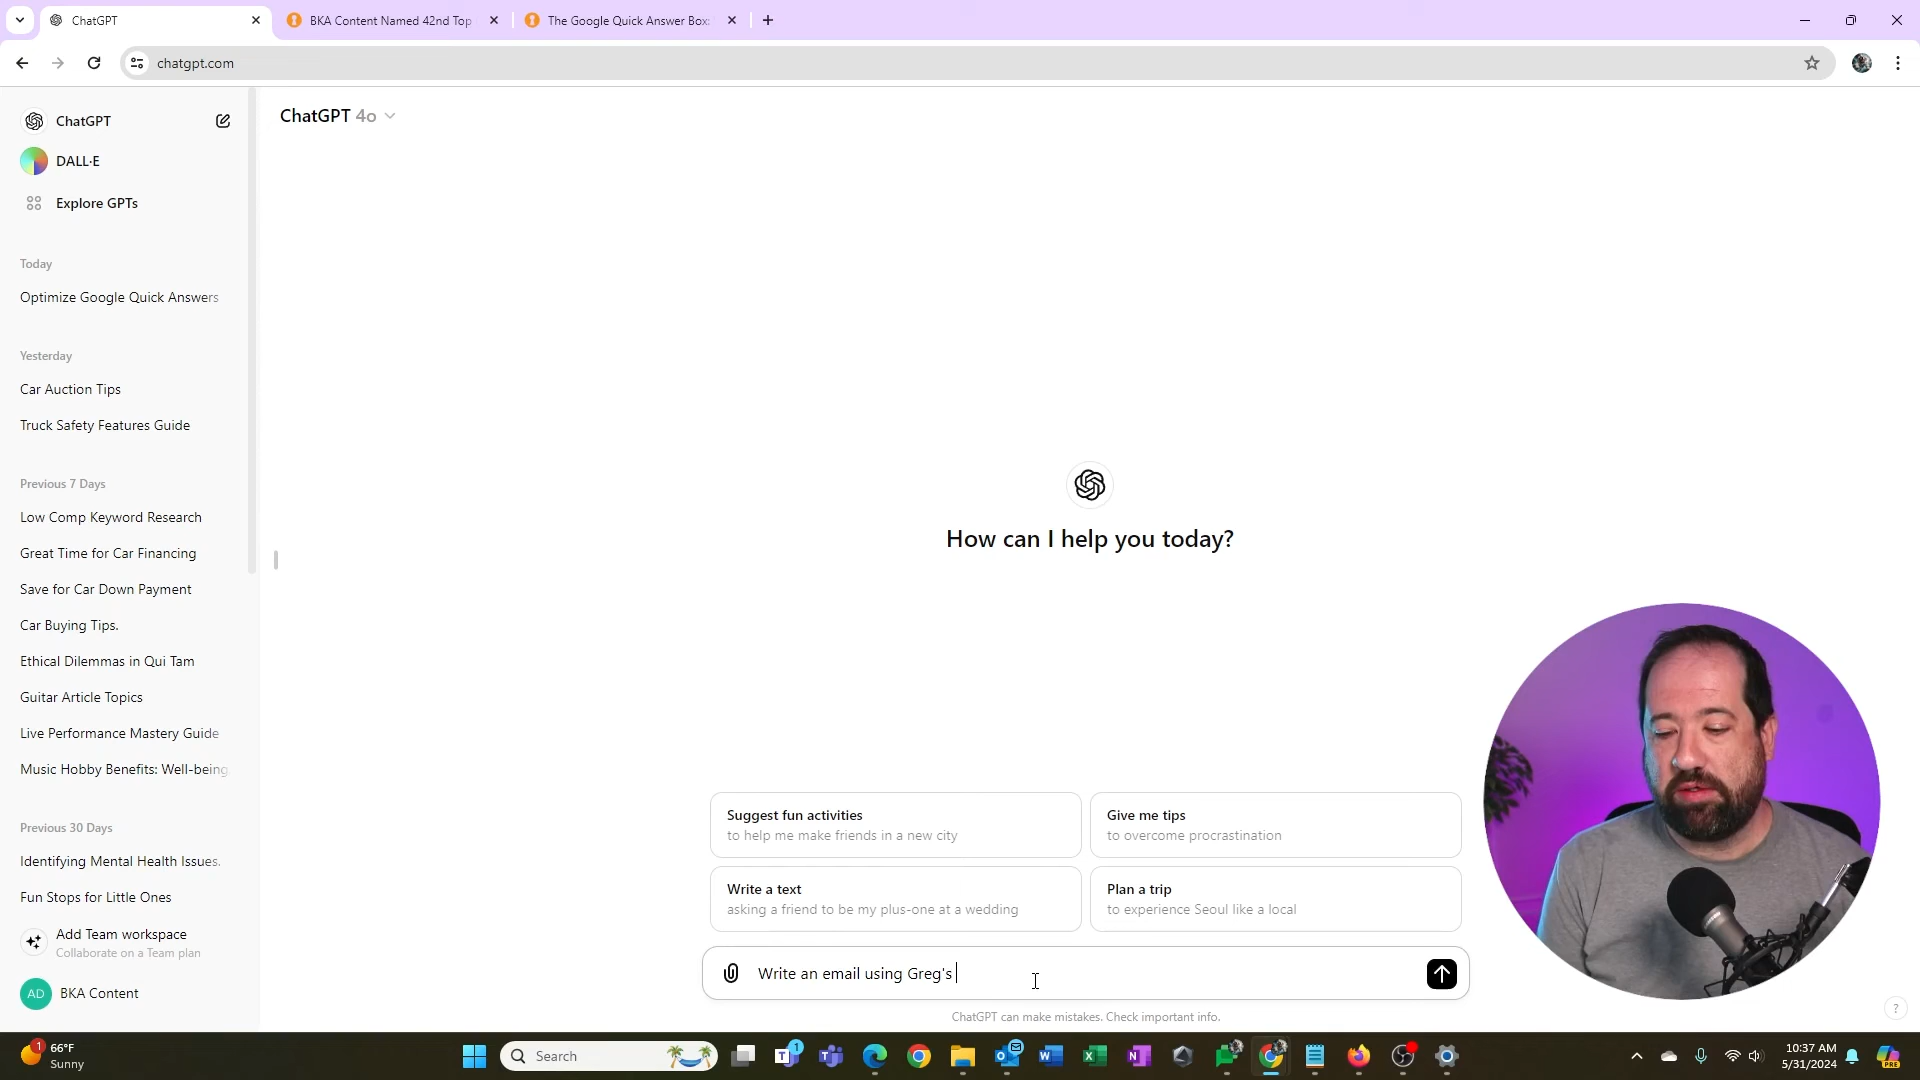 ChatGPT
BKA Content Named 42nd Top
The Google Quick Answer Box:
chatgpt.com
ChatGPT
DALL·E
Explore GPTs
Today
Optimize Google Quick Answers
Yesterday
Car Auction Tips
Truck Safety Features Guide
Previous 7 Days
Low Comp Keyword Research
Great Time for Car Financing
Save for Car Down Payment
Car Buying Tips.
Ethical Dilemmas in Qui Tam
Guitar Article Topics
Live Performance Mastery Guide
Music Hobby Benefits: Well-being
Previous 30 Days
Identifying Mental Health Issues.
Fun Stops for Little Ones
Add Team workspace
Collaborate on a Team plan
AD BKA Content
ChatGPT 4o
How can I help you today?
Suggest fun activities
to help me make friends in a new city
Give me tips
to overcome procrastination
Write a text
asking a friend to be my plus-one at a wedding
Plan a trip
to experience Seoul like a local
Write an email using Greg's
ChatGPT can make mistakes. Check important info.
?
1
66°F
Sunny
Search
1
10:37 AM
5/31/2024
PRE